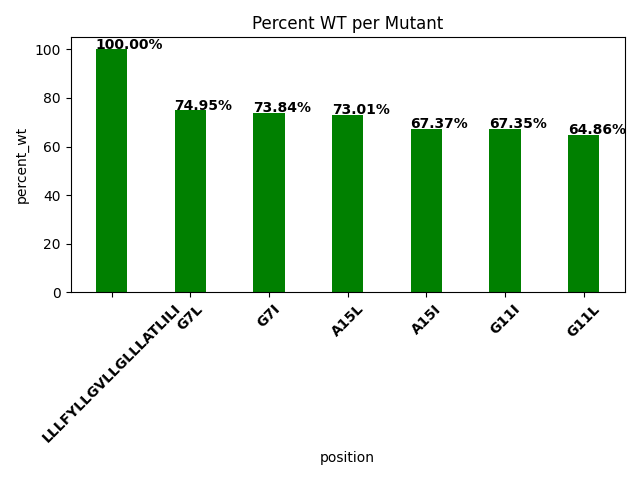 Percent WT per Mutant
percent_wt
100
80
60
40
20
0
100.00%
74.95%
73.84%
73.01%
67.37%
67.35%
64.86%
LLLFYLLGVLLGLLLATLILI
G7L
G7I
A15L
A15I
G11I
G11L
position